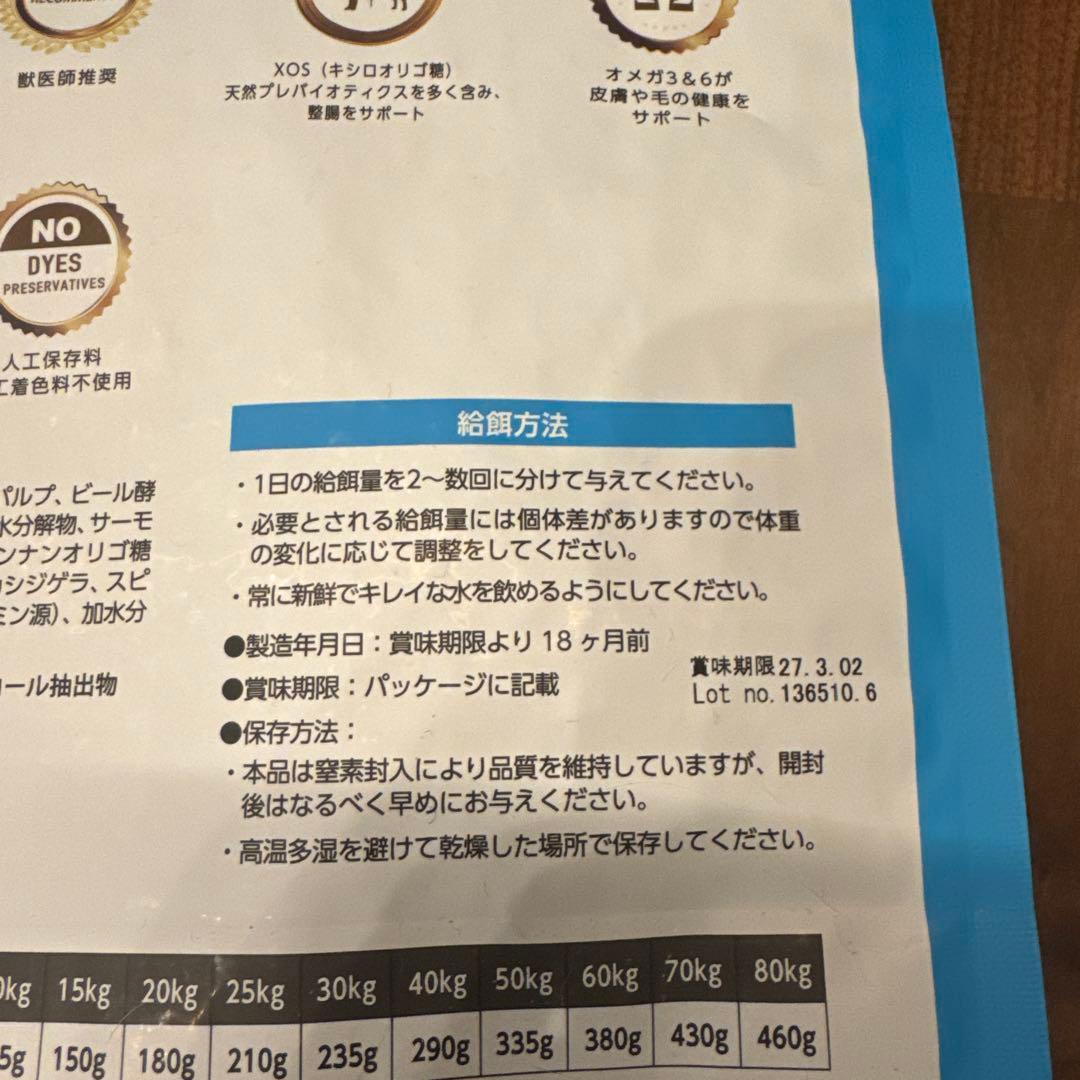 獣医師推奨
XOS（キシロオリゴ糖）
天然プレバイオティクスを多く含み、
整腸をサポート
オメガ3＆6が
皮膚や毛の健康を
サポート
NO
DYES
PRESERVATIVES
人工保存料
工着色料不使用
パルプ、ビール酵
水分解物、サーモ
ンナンオリゴ糖
カシジゲラ、スピ
ミン源）、加水分
ロール抽出物
給餌方法
・1日の給餌量を2〜数回に分けて与えてください。
・必要とされる給餌量には個体差がありますので体重
の変化に応じて調整をしてください。
・常に新鮮でキレイな水を飲めるようにしてください。
●製造年月日：賞味期限より 18 ヶ月前
●賞味期限：パッケージに記載
賞味期限27.3.02
Lot no.136510.6
●保存方法：
・本品は窒素封入により品質を維持していますが、開封
後はなるべく早めにお与えください。
・高温多湿を避けて乾燥した場所で保存してください。
0kg 15kg 20kg 25kg 30kg 40kg 50kg 60kg 70kg 80kg
5g 150g 180g 210g 235g 290g 335g 380g 430g 460g